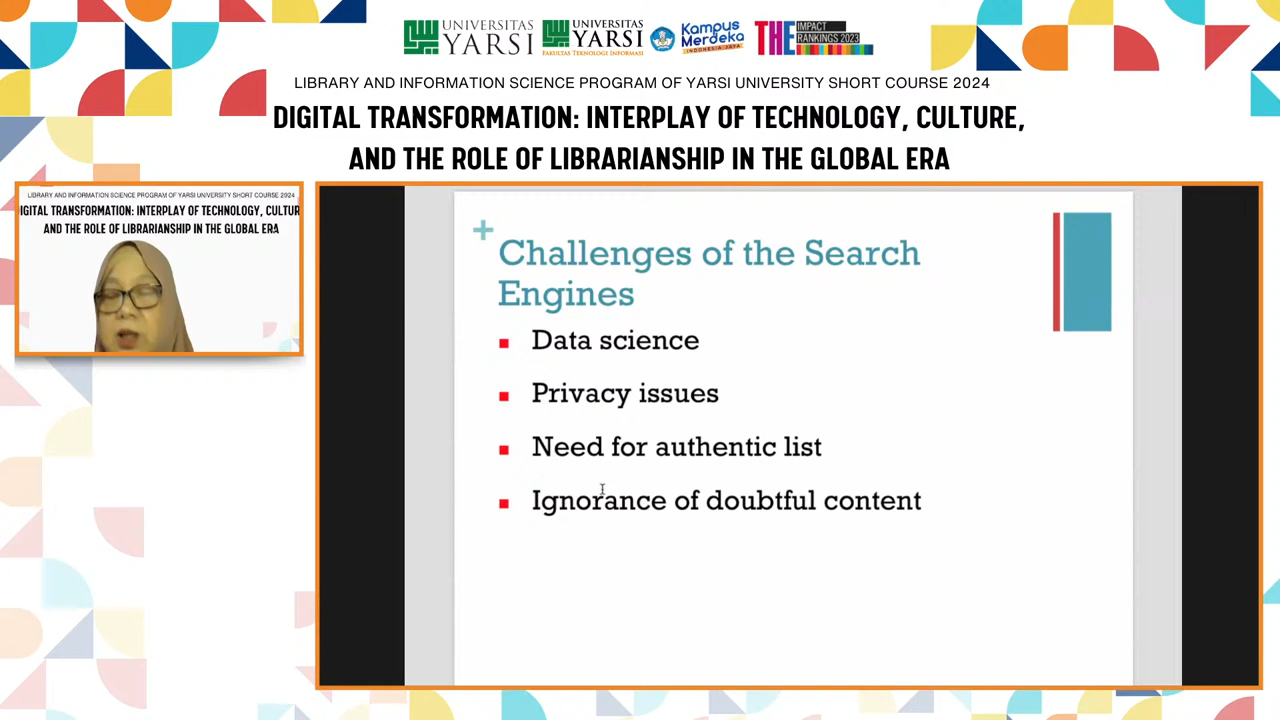 UNIVERSITAS
YARSI
UNIVERSITAS
YARSI
FAKULTAS TEKNOLOGI INFORMASI
Kampus
Merdeka
INDONESIA JAYA
THE
IMPACT
RANKINGS 2023
LIBRARY AND INFORMATION SCIENCE PROGRAM OF YARSI UNIVERSITY SHORT COURSE 2024
DIGITAL TRANSFORMATION: INTERPLAY OF TECHNOLOGY, CULTURE,
AND THE ROLE OF LIBRARIANSHIP IN THE GLOBAL ERA
LIBRARY AND INFORMATION SCIENCE PROGRAM OF YARSI UNIVERSITY SHORT COURSE 2024
IGITAL TRANSFORMATION: INTERPLAY OF TECHNOLOGY, CULTUR
AND THE ROLE OF LIBRARIANSHIP IN THE GLOBAL ERA
+
Challenges of the Search
Engines
Data science
Privacy issues
Need for authentic list
Ignorance of doubtful content